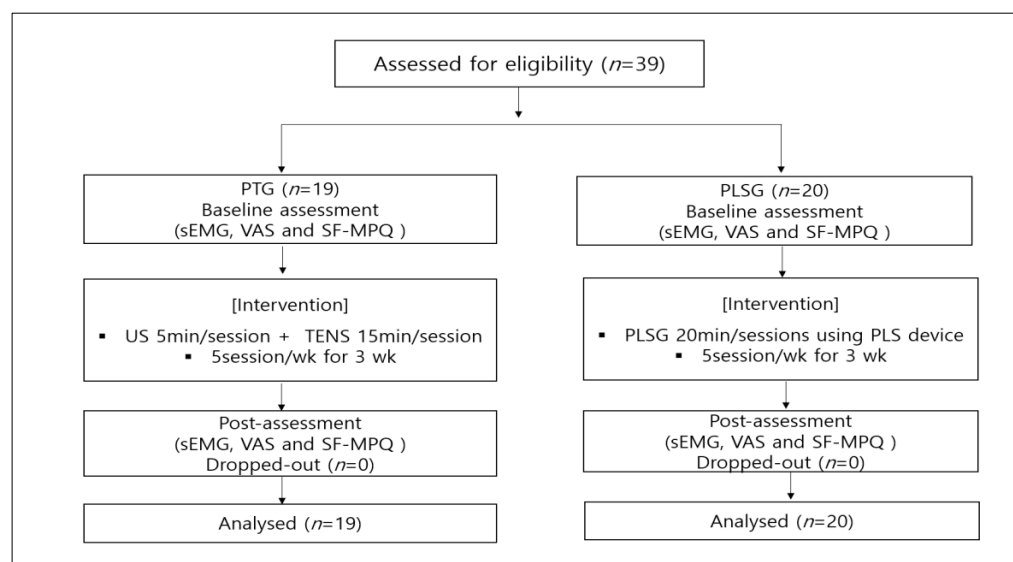 Assessed for eligibility (n=39)
PTG (n=19)
Baseline assessment
(sEMG, VAS and SF-MPQ )
[Intervention]
▪ US 5min/session + TENS 15min/session
▪ 5session/wk for 3 wk
Post-assessment
(sEMG, VAS and SF-MPQ )
Dropped-out (n=0)
Analysed (n=19)
PLSG (n=20)
Baseline assessment
(sEMG, VAS and SF-MPQ )
[Intervention]
▪ PLSG 20min/sessions using PLS device
▪ 5session/wk for 3 wk
Post-assessment
(sEMG, VAS and SF-MPQ )
Dropped-out (n=0)
Analysed (n=20)